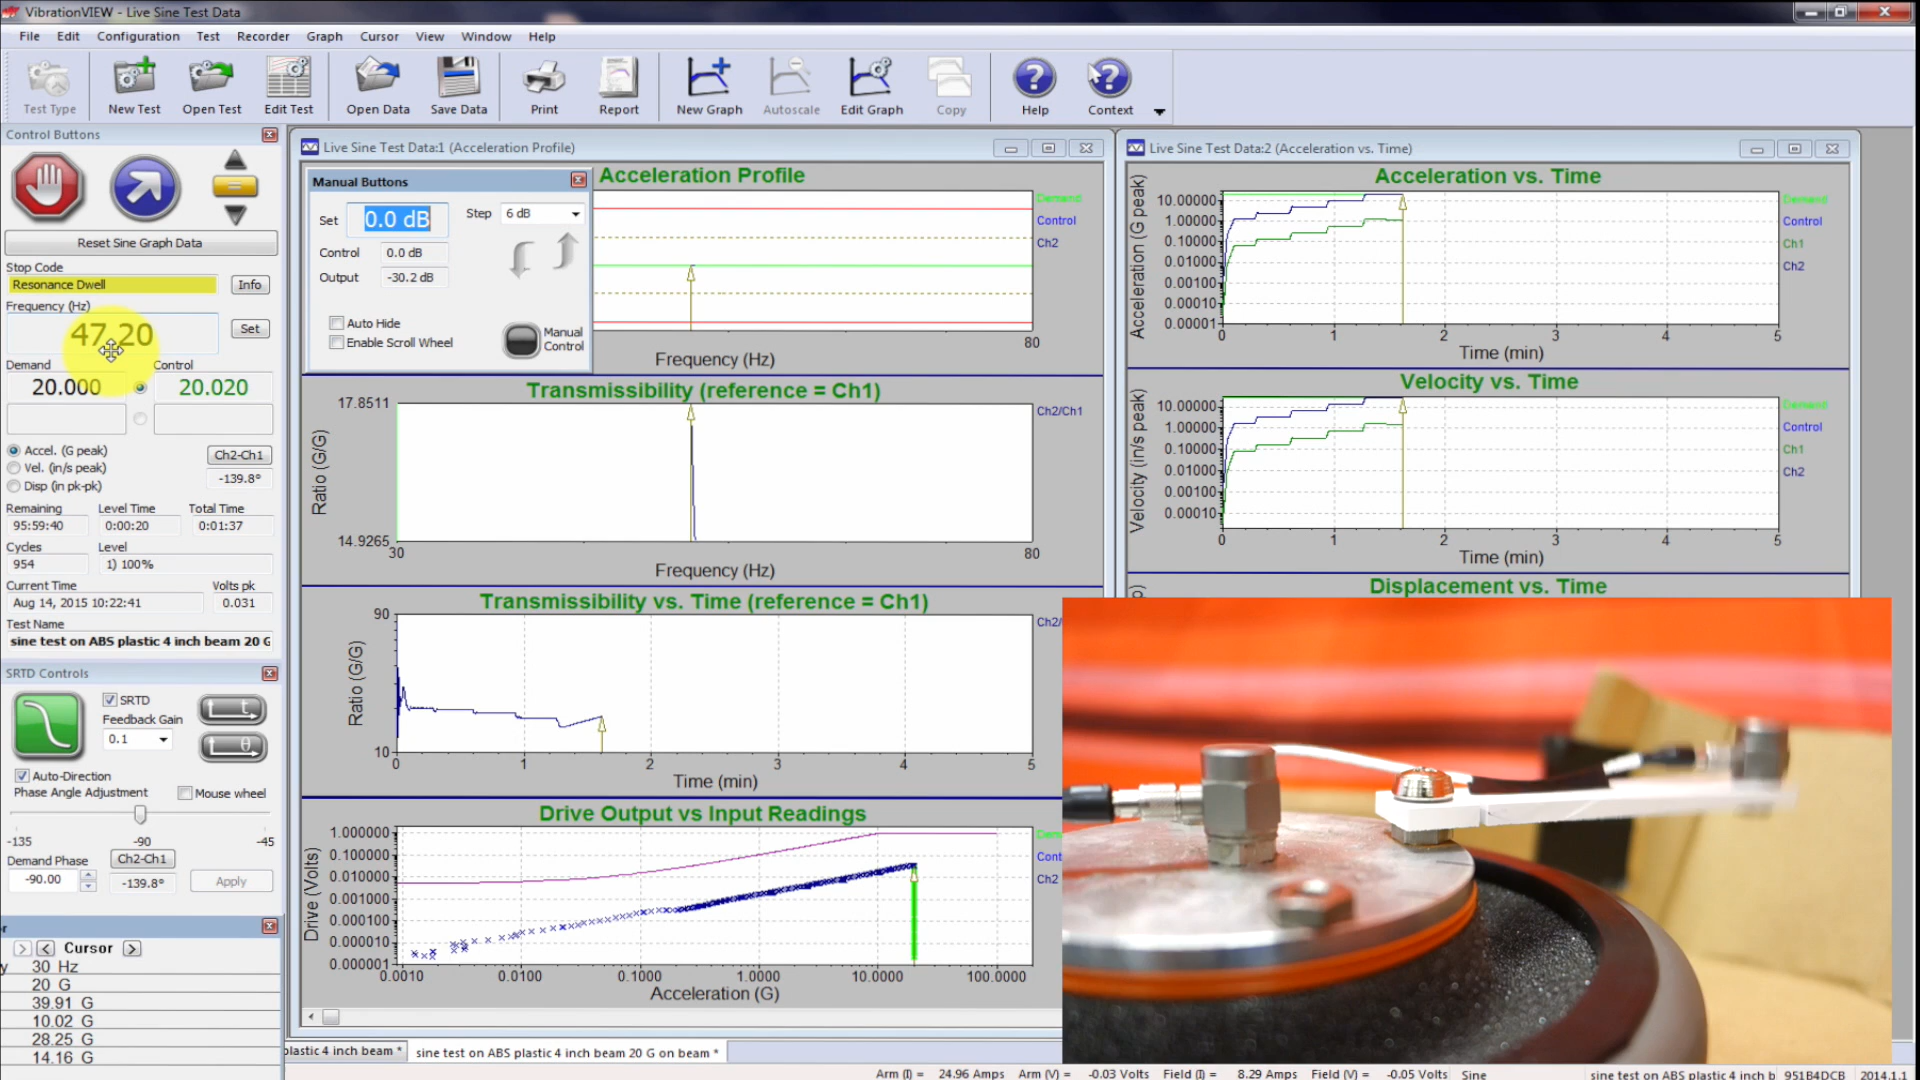 VibrationVIEW - Live Sine Test Data
File Edit Configuration Test Recorder Graph Cursor View Window Help
Test Type New Test Open Test Edit Test Open Data Save Data Print Report New Graph Autoscale Edit Graph Copy Help Context
Control Buttons
Reset Sine Graph Data
Stop Code
Resonance Dwell Info
Frequency (Hz)
47.20 Set
Demand Control
20.000 20.020
Accel. (G peak) Ch2-Ch1
Vel. (in/s peak)
Disp (in pk-pk) -139.8°
Remaining Level Time Total Time
95:59:40 0:00:20 0:01:37
Cycles Level
954 1) 100%
Current Time Volts pk
Aug 14, 2015 10:22:41 0.031
Test Name
sine test on ABS plastic 4 inch beam 20 G
SRTD Controls
SRTD
Feedback Gain
0.1
t
θ
Auto-Direction
Phase Angle Adjustment Mouse wheel
-135 -90 -45
Demand Phase Ch2-Ch1
-90.00 -139.8° Apply
Cursor
30 Hz
20 G
39.91 G
10.02 G
28.25 G
14.16 G
Live Sine Test Data:1 (Acceleration Profile)
Manual Buttons
Set 0.0 dB Step 6 dB
Control 0.0 dB
Output -30.2 dB
Auto Hide
Enable Scroll Wheel
Manual
Control
Acceleration Profile
Demand
Control
Ch2
80
Frequency (Hz)
Transmissibility (reference = Ch1)
17.8511
Ch2/Ch1
Ratio (G/G)
14.9265
30 80
Frequency (Hz)
Transmissibility vs. Time (reference = Ch1)
90
Ch2/
Ratio (G/G)
10
0 1 2 3 4 5
Time (min)
Drive Output vs Input Readings
1.000000
0.100000
0.010000
0.001000
0.000100
0.000010
0.000001
Drive (Volts)
Dem
Cont
Ch2
0.0010 0.0100 0.1000 1.0000 10.0000 100.0000
Acceleration (G)
plastic 4 inch beam * sine test on ABS plastic 4 inch beam 20 G on beam *
Live Sine Test Data:2 (Acceleration vs. Time)
Acceleration vs. Time
Acceleration (G peak)
10.00000
1.00000
0.10000
0.01000
0.00100
0.00010
0.00001
Demand
Control
Ch1
Ch2
0 1 2 3 4 5
Time (min)
Velocity vs. Time
Velocity (in/s peak)
10.00000
1.00000
0.10000
0.01000
0.00100
0.00010
Demand
Control
Ch1
Ch2
0 1 2 3 4 5
Time (min)
Displacement vs. Time
Arm (I) = 24.96 Amps Arm (V) = -0.03 Volts Field (I) = 8.29 Amps Field (V) = -0.05 Volts Sine sine test on ABS plastic 4 inch b 951B4DCB 2014.1.1